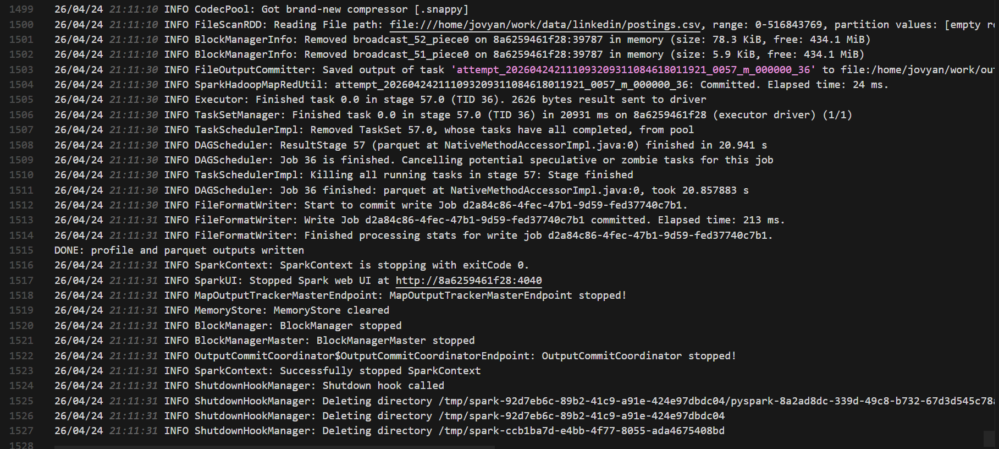 1499 26/04/24 21:11:10 INFO CodecPool: Got brand-new compressor [.snappy]
1500 26/04/24 21:11:10 INFO FileScanRDD: Reading File path: file:///home/jovyan/work/data/linkedin/postings.csv, range: 0-516843769, partition values: [empty r
1501 26/04/24 21:11:10 INFO BlockManagerInfo: Removed broadcast_52_piece0 on 8a6259461f28:39787 in memory (size: 78.3 KiB, free: 434.1 MiB)
1502 26/04/24 21:11:10 INFO BlockManagerInfo: Removed broadcast_51_piece0 on 8a6259461f28:39787 in memory (size: 5.9 KiB, free: 434.1 MiB)
1503 26/04/24 21:11:30 INFO FileOutputCommitter: Saved output of task 'attempt_202604242111093209311084618011921_0057_m_000000_36' to file:/home/jovyan/work/ou
1504 26/04/24 21:11:30 INFO SparkHadoopMapRedUtil: attempt_202604242111093209311084618011921_0057_m_000000_36: Committed. Elapsed time: 24 ms.
1505 26/04/24 21:11:30 INFO Executor: Finished task 0.0 in stage 57.0 (TID 36). 2626 bytes result sent to driver
1506 26/04/24 21:11:30 INFO TaskSetManager: Finished task 0.0 in stage 57.0 (TID 36) in 20931 ms on 8a6259461f28 (executor driver) (1/1)
1507 26/04/24 21:11:30 INFO TaskSchedulerImpl: Removed TaskSet 57.0, whose tasks have all completed, from pool
1508 26/04/24 21:11:30 INFO DAGScheduler: ResultStage 57 (parquet at NativeMethodAccessorImpl.java:0) finished in 20.941 s
1509 26/04/24 21:11:30 INFO DAGScheduler: Job 36 is finished. Cancelling potential speculative or zombie tasks for this job
1510 26/04/24 21:11:30 INFO TaskSchedulerImpl: Killing all running tasks in stage 57: Stage finished
1511 26/04/24 21:11:30 INFO DAGScheduler: Job 36 finished: parquet at NativeMethodAccessorImpl.java:0, took 20.857883 s
1512 26/04/24 21:11:30 INFO FileFormatWriter: Start to commit write Job d2a84c86-4fec-47b1-9d59-fed37740c7b1.
1513 26/04/24 21:11:31 INFO FileFormatWriter: Write Job d2a84c86-4fec-47b1-9d59-fed37740c7b1 committed. Elapsed time: 213 ms.
1514 26/04/24 21:11:31 INFO FileFormatWriter: Finished processing stats for write job d2a84c86-4fec-47b1-9d59-fed37740c7b1.
1515 DONE: profile and parquet outputs written
1516 26/04/24 21:11:31 INFO SparkContext: SparkContext is stopping with exitCode 0.
1517 26/04/24 21:11:31 INFO SparkUI: Stopped Spark web UI at http://8a6259461f28:4040
1518 26/04/24 21:11:31 INFO MapOutputTrackerMasterEndpoint: MapOutputTrackerMasterEndpoint stopped!
1519 26/04/24 21:11:31 INFO MemoryStore: MemoryStore cleared
1520 26/04/24 21:11:31 INFO BlockManager: BlockManager stopped
1521 26/04/24 21:11:31 INFO BlockManagerMaster: BlockManagerMaster stopped
1522 26/04/24 21:11:31 INFO OutputCommitCoordinator$OutputCommitCoordinatorEndpoint: OutputCommitCoordinator stopped!
1523 26/04/24 21:11:31 INFO SparkContext: Successfully stopped SparkContext
1524 26/04/24 21:11:31 INFO ShutdownHookManager: Shutdown hook called
1525 26/04/24 21:11:31 INFO ShutdownHookManager: Deleting directory /tmp/spark-92d7eb6c-89b2-41c9-a91e-424e97dbdc04/pyspark-8a2ad8dc-339d-49c8-b732-67d3d545c78
1526 26/04/24 21:11:31 INFO ShutdownHookManager: Deleting directory /tmp/spark-92d7eb6c-89b2-41c9-a91e-424e97dbdc04
1527 26/04/24 21:11:31 INFO ShutdownHookManager: Deleting directory /tmp/spark-ccb1ba7d-e4bb-4f77-8055-ada4675408bd
1528